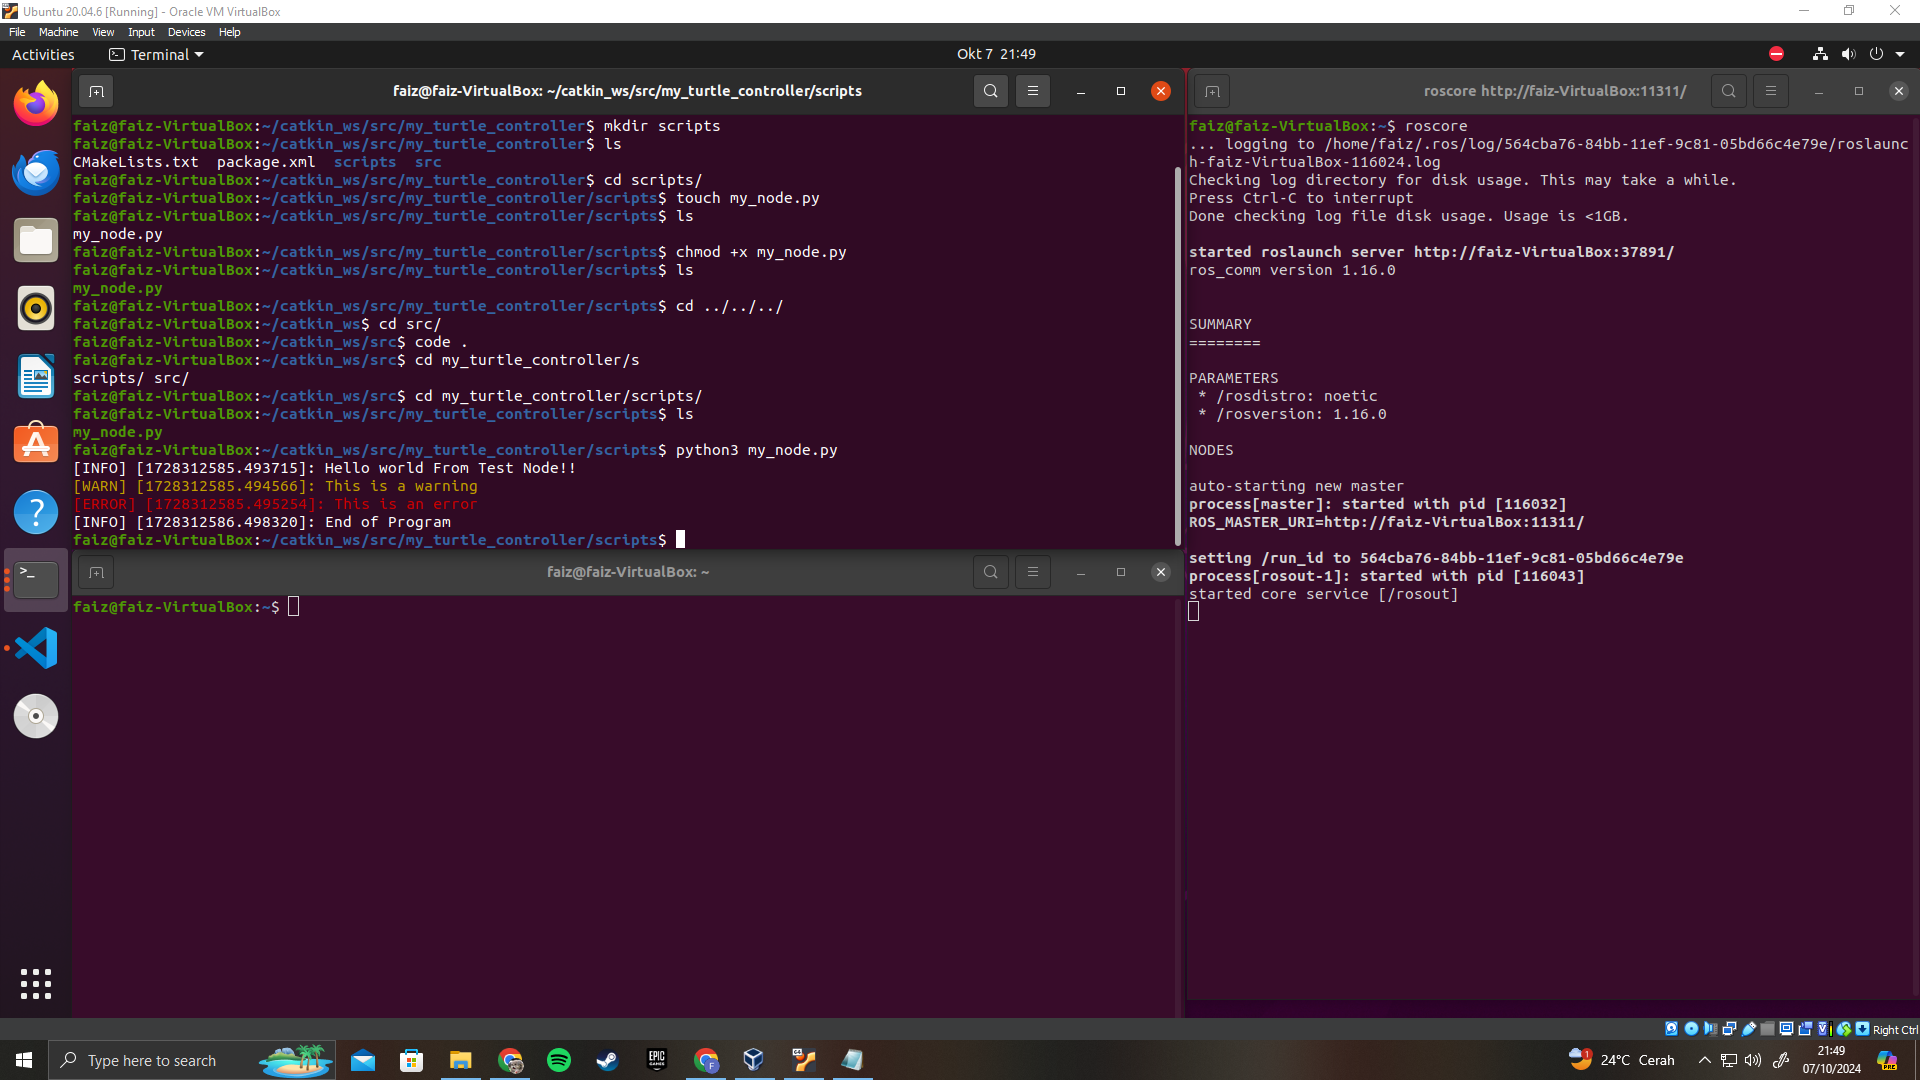 Ubuntu 20.04.6 [Running] - Oracle VM VirtualBox
File Machine View Input Devices Help
Activities Terminal Okt 7 21:49
faiz@faiz-VirtualBox: ~/catkin_ws/src/my_turtle_controller/scripts
faiz@faiz-VirtualBox:~/catkin_ws/src/my_turtle_controller$ mkdir scripts
faiz@faiz-VirtualBox:~/catkin_ws/src/my_turtle_controller$ ls
CMakeLists.txt package.xml scripts src
faiz@faiz-VirtualBox:~/catkin_ws/src/my_turtle_controller$ cd scripts/
faiz@faiz-VirtualBox:~/catkin_ws/src/my_turtle_controller/scripts$ touch my_node.py
faiz@faiz-VirtualBox:~/catkin_ws/src/my_turtle_controller/scripts$ ls
my_node.py
faiz@faiz-VirtualBox:~/catkin_ws/src/my_turtle_controller/scripts$ chmod +x my_node.py
faiz@faiz-VirtualBox:~/catkin_ws/src/my_turtle_controller/scripts$ ls
my_node.py
faiz@faiz-VirtualBox:~/catkin_ws/src/my_turtle_controller/scripts$ cd ../../../
faiz@faiz-VirtualBox:~/catkin_ws$ cd src/
faiz@faiz-VirtualBox:~/catkin_ws/src$ code .
faiz@faiz-VirtualBox:~/catkin_ws/src$ cd my_turtle_controller/s
scripts/ src/
faiz@faiz-VirtualBox:~/catkin_ws/src$ cd my_turtle_controller/scripts/
faiz@faiz-VirtualBox:~/catkin_ws/src/my_turtle_controller/scripts$ ls
my_node.py
faiz@faiz-VirtualBox:~/catkin_ws/src/my_turtle_controller/scripts$ python3 my_node.py
[INFO] [1728312585.493715]: Hello world From Test Node!!
[WARN] [1728312585.494566]: This is a warning
[ERROR] [1728312585.495254]: This is an error
[INFO] [1728312586.498320]: End of Program
faiz@faiz-VirtualBox:~/catkin_ws/src/my_turtle_controller/scripts$
faiz@faiz-VirtualBox: ~
faiz@faiz-VirtualBox:~$
roscore http://faiz-VirtualBox:11311/
faiz@faiz-VirtualBox:~$ roscore
... logging to /home/faiz/.ros/log/564cba76-84bb-11ef-9c81-05bd66c4e79e/roslaunc
h-faiz-VirtualBox-116024.log
Checking log directory for disk usage. This may take a while.
Press Ctrl-C to interrupt
Done checking log file disk usage. Usage is <1GB.
started roslaunch server http://faiz-VirtualBox:37891/
ros_comm version 1.16.0
SUMMARY
========
PARAMETERS
* /rosdistro: noetic
* /rosversion: 1.16.0
NODES
auto-starting new master
process[master]: started with pid [116032]
ROS_MASTER_URI=http://faiz-VirtualBox:11311/
setting /run_id to 564cba76-84bb-11ef-9c81-05bd66c4e79e
process[rosout-1]: started with pid [116043]
started core service [/rosout]
Right Ctrl
Type here to search
EPIC GAMES
24°C Cerah
21:49
07/10/2024